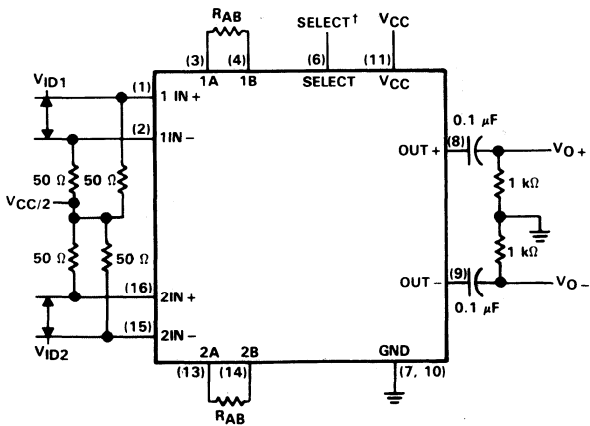 RAB
SELECT†
VCC
(3)
(4)
(6)
(11)
1A
1B
SELECT
VCC
VID1
(1)
1 IN+
(2)
1IN-
0.1 µF
(8)
OUT+
VO+
50 Ω
50 Ω
1 kΩ
VCC/2
50 Ω
50 Ω
1 kΩ
(16)
2IN+
OUT-
(9)
VO-
0.1 µF
(15)
2IN-
VID2
2A
2B
GND
(13)
(14)
(7, 10)
RAB